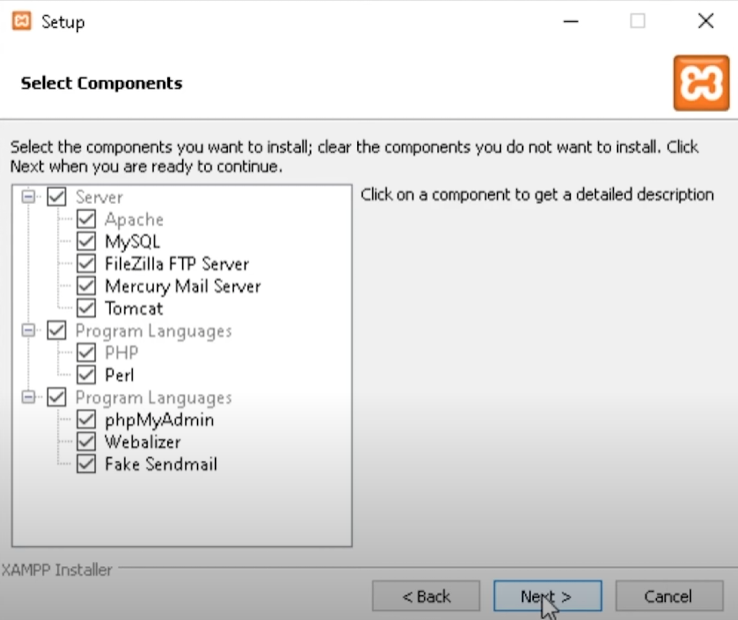 Setup
Select Components
Select the components you want to install; clear the components you do not want to install. Click
Next when you are ready to continue.
Click on a component to get a detailed description
Server
Apache
MySQL
FileZilla FTP Server
Mercury Mail Server
Tomcat
Program Languages
PHP
Perl
Program Languages
phpMyAdmin
Webalizer
Fake Sendmail
XAMPP Installer
< Back
Next >
Cancel